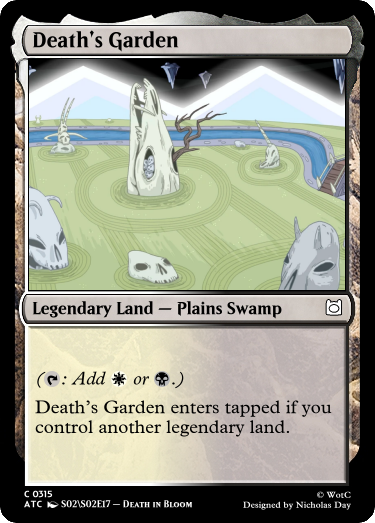 Death's Garden
Legendary Land — Plains Swamp
(T: Add W or B.)
Death's Garden enters tapped if you
control another legendary land.
C 0315
ATC S02\S02E17 — Death in Bloom
© WotC
Designed by Nicholas Day